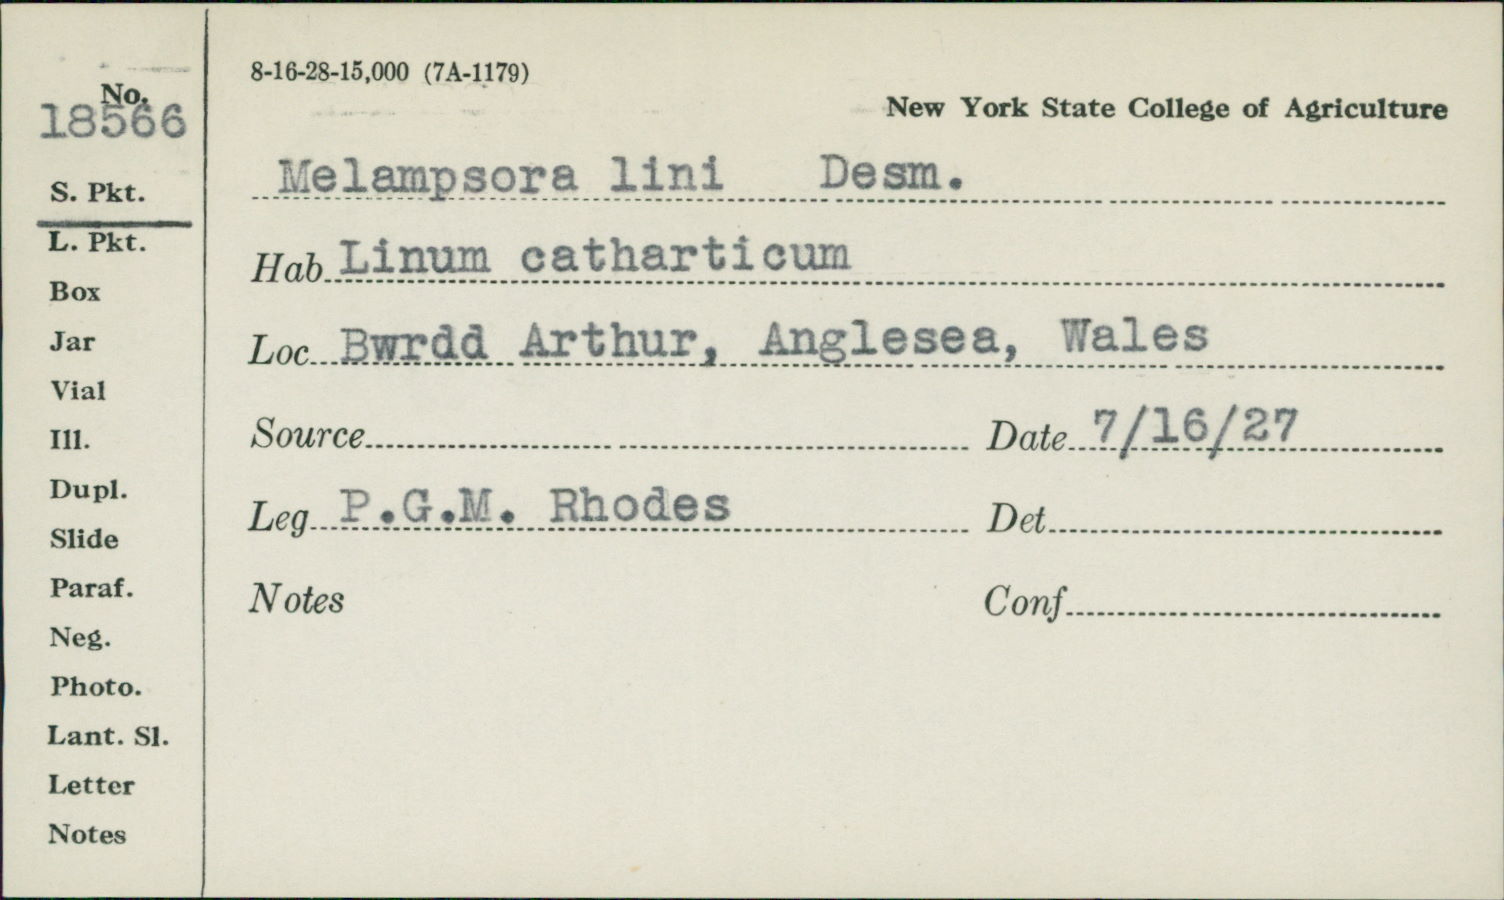 8-16-28-15,000 (7A-1179)
New York State College of Agriculture
No.
18566
S. Pkt.
L. Pkt.
Box
Jar
Vial
Ill.
Dupl.
Slide
Paraf.
Neg.
Photo.
Lant. Sl.
Letter
Notes
Melampsora lini Desm.
Hab Linum catharticum
Loc Bwrdd Arthur, Anglesea, Wales
Source Date 7/16/27
Leg P.G.M. Rhodes Det
Notes Conf